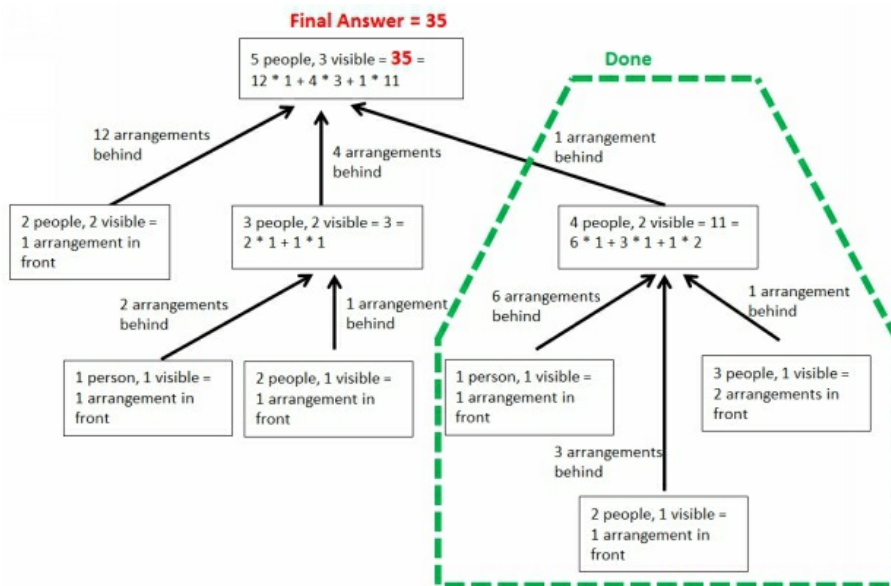 Final Answer = 35
5 people, 3 visible = 35 =
12 * 1 + 4 * 3 + 1 * 11
Done
12 arrangements
behind
4 arrangements
behind
1 arrangement
behind
2 people, 2 visible =
1 arrangement in
front
3 people, 2 visible = 3 =
2 * 1 + 1 * 1
4 people, 2 visible = 11 =
6 * 1 + 3 * 1 + 1 * 2
2 arrangements
behind
1 arrangement
behind
6 arrangements
behind
1 arrangement
behind
1 person, 1 visible =
1 arrangement in
front
2 people, 1 visible =
1 arrangement in
front
1 person, 1 visible =
1 arrangement in
front
3 people, 1 visible =
2 arrangements in
front
3 arrangements
behind
2 people, 1 visible =
1 arrangement in
front